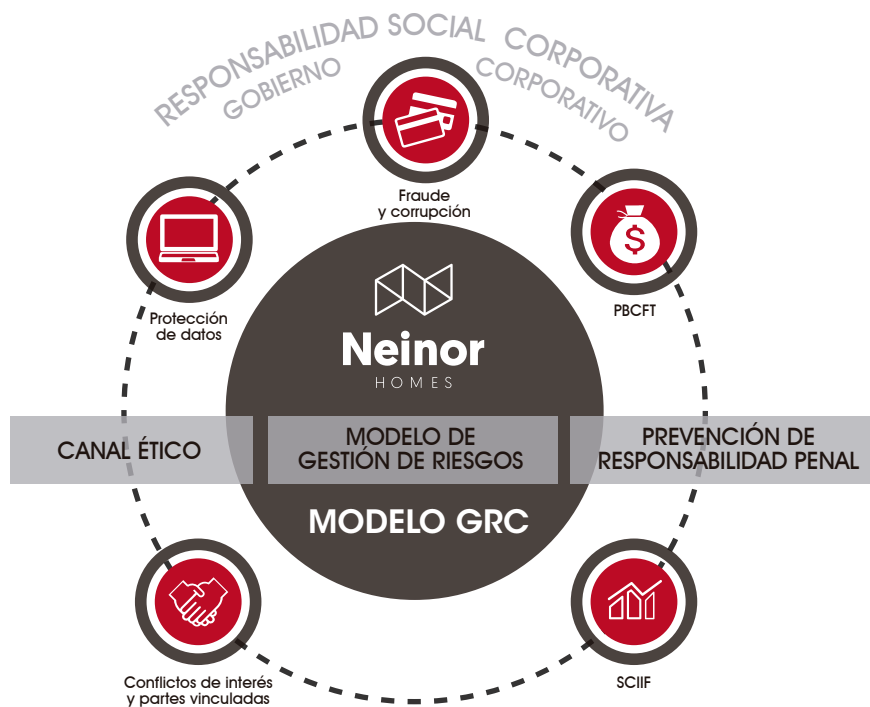 RESPONSABILIDAD SOCIAL CORPORATIVA
GOBIERNO CORPORATIVO
Fraude
y corrupción
Protección
de datos
PBCFT
$
Neinor
HOMES
CANAL ÉTICO
MODELO DE
GESTIÓN DE RIESGOS
PREVENCIÓN DE
RESPONSABILIDAD PENAL
MODELO GRC
Conflictos de interés
y partes vinculadas
SCIIF